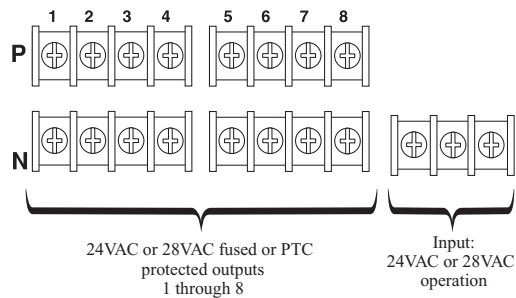 1 2 3 4 5 6 7 8
P
N
24VAC or 28VAC fused or PTC
protected outputs
1 through 8
Input:
24VAC or 28VAC
operation